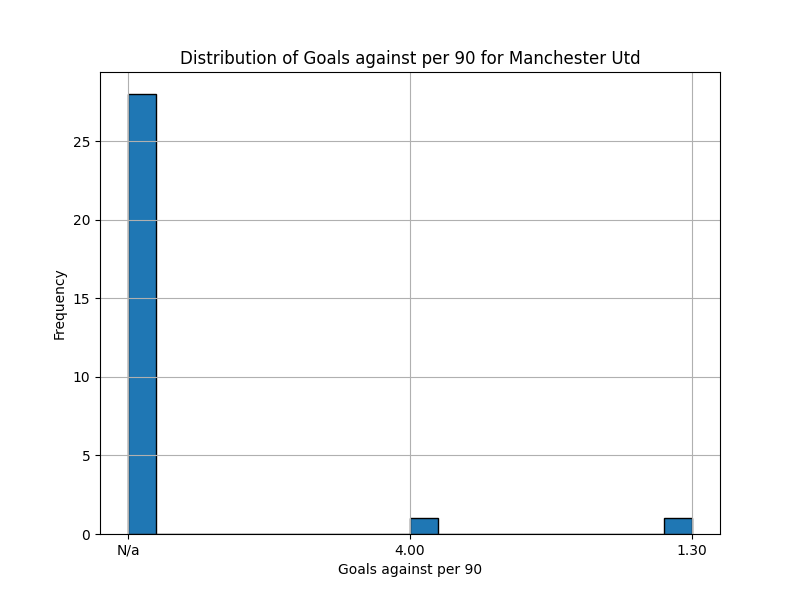 Distribution of Goals against per 90 for Manchester Utd
Frequency
25
20
15
10
5
0
N/a 4.00 1.30
Goals against per 90